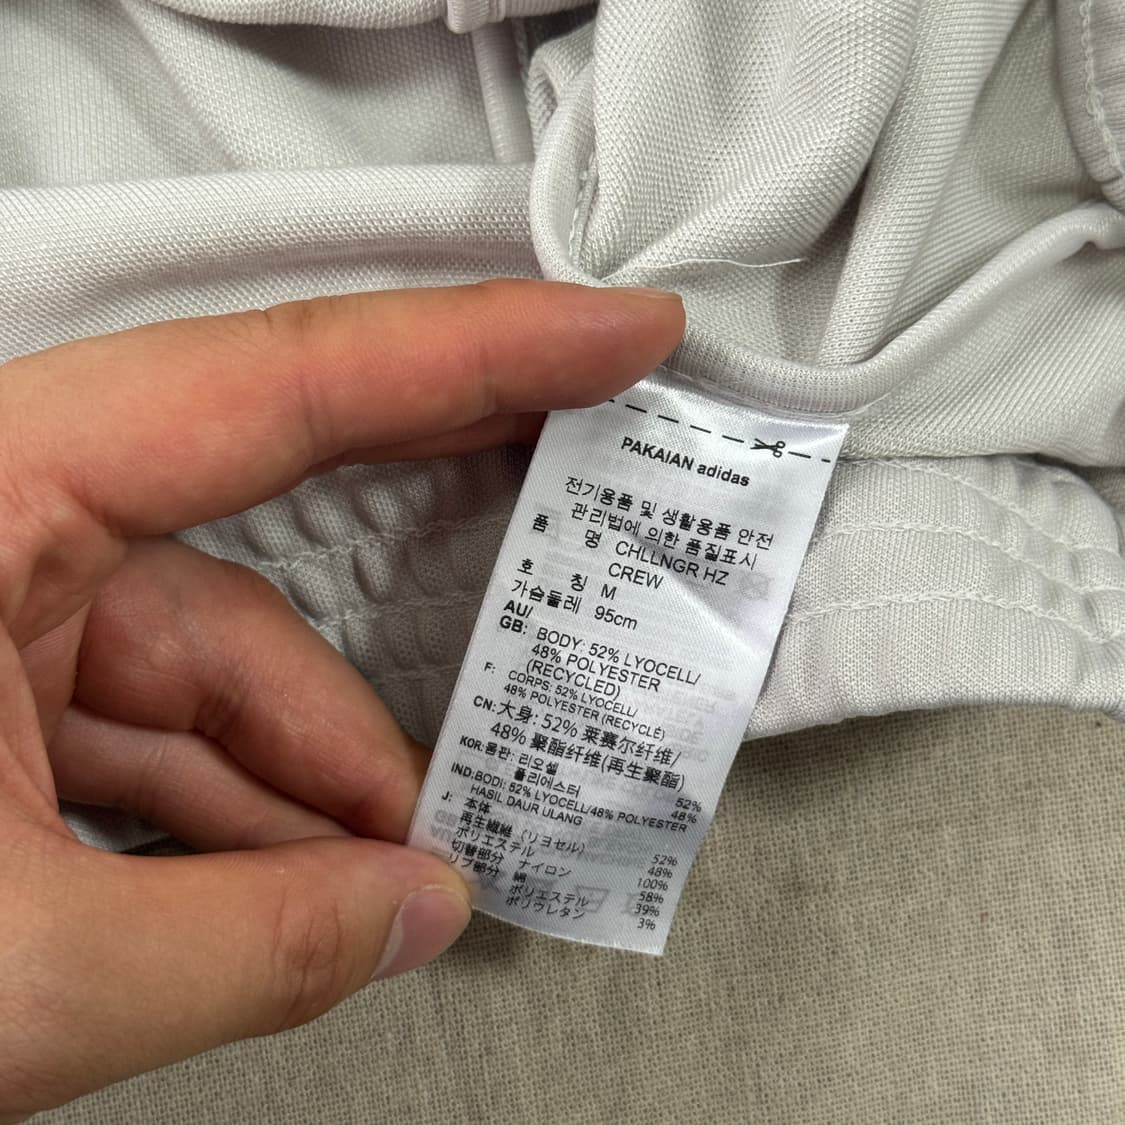 PAKAIAN adidas
전기용품 및 생활용품 안전
관리법에 의한 품질표시
품 명 CHLLNGR HZ
CREW
호 칭 M
가슴둘레 95cm
AU/
GB: BODY: 52% LYOCELL/
48% POLYESTER
(RECYCLED)
F: CORPS: 52% LYOCELL/
48% POLYESTER (RECYCLÉ)
CN: 大身: 52% 莱赛尔纤维/
48% 聚酯纤维(再生聚酯)
KOR: 몸판: 리오셀 52%
폴리에스터 48%
IND: BODI: 52% LYOCELL/48% POLYESTER
HASIL DAUR ULANG
J: 本体
再生繊維 (リヨセル) 52%
ポリエステル 48%
切替部分 ナイロン 100%
リブ部分 綿 58%
ポリエステル 39%
ポリウレタン 3%